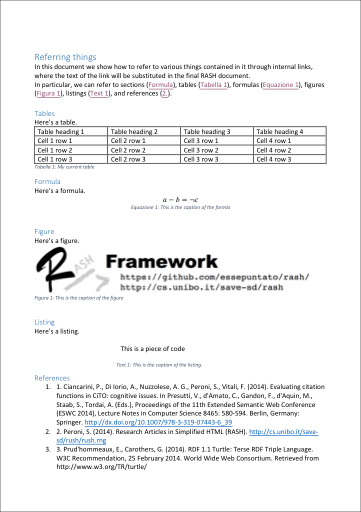 Referring things
In this document we show how to refer to various things contained in it through internal links,
where the text of the link will be substituted in the final RASH document.
In particular, we can refer to sections (Formula), tables (Tabella 1), formulas (Equazione 1), figures
(Figura 1), listings (Text 1), and references (2.).
Tables
Here's a table.
Table heading 1 Table heading 2 Table heading 3 Table heading 4
Cell 1 row 2 Cell 2 row 1 Cell 3 row 1 Cell 4 row 1
Cell 1 row 2 Cell 2 row 2 Cell 3 row 2 Cell 4 row 2
Cell 1 row 3 Cell 2 row 3 Cell 3 row 3 Cell 4 row 3
Tabella 1: My current table
Formula
Here's a formula.
a − b = ¬c
Equazione 1: This is the caption of the formla
Figure
Here's a figure.
RASH Framework
https://github.com/essepuntato/rash/
http://cs.unibo.it/save-sd/rash
Figura 1: This is the caption of the figure
Listing
Here's a listing.
This is a piece of code
Text 1: This is the caption of the listing.
References
1. 1. Ciancarini, P., Di Iorio, A., Nuzzolese, A. G., Peroni, S., Vitali, F. (2014). Evaluating citation
functions in CiTO: cognitive issues. In Presutti, V., d'Amato, C., Gandon, F., d'Aquin, M.,
Staab, S., Tordai, A. (Eds.), Proceedings of the 11th Extended Semantic Web Conference
(ESWC 2014), Lecture Notes in Computer Science 8465: 580-594. Berlin, Germany:
Springer. http://dx.doi.org/10.1007/978-3-319-07443-6_39
2. 2. Peroni, S. (2014). Research Articles in Simplified HTML (RASH). http://cs.unibo.it/save-
sd/rush/rush.rng
3. 3. Prud'hommeaux, E., Carothers, G. (2014). RDF 1.1 Turtle: Terse RDF Triple Language.
W3C Recommendation, 25 February 2014. World Wide Web Consortium. Retrieved from
http://www.w3.org/TR/turtle/